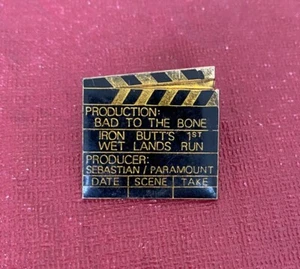 PRODUCTION:
BAD TO THE BONE
IRON BUTT'S 1ST
WET LANDS RUN
PRODUCER:
SEBASTIAN / PARAMOUNT
DATE SCENE TAKE